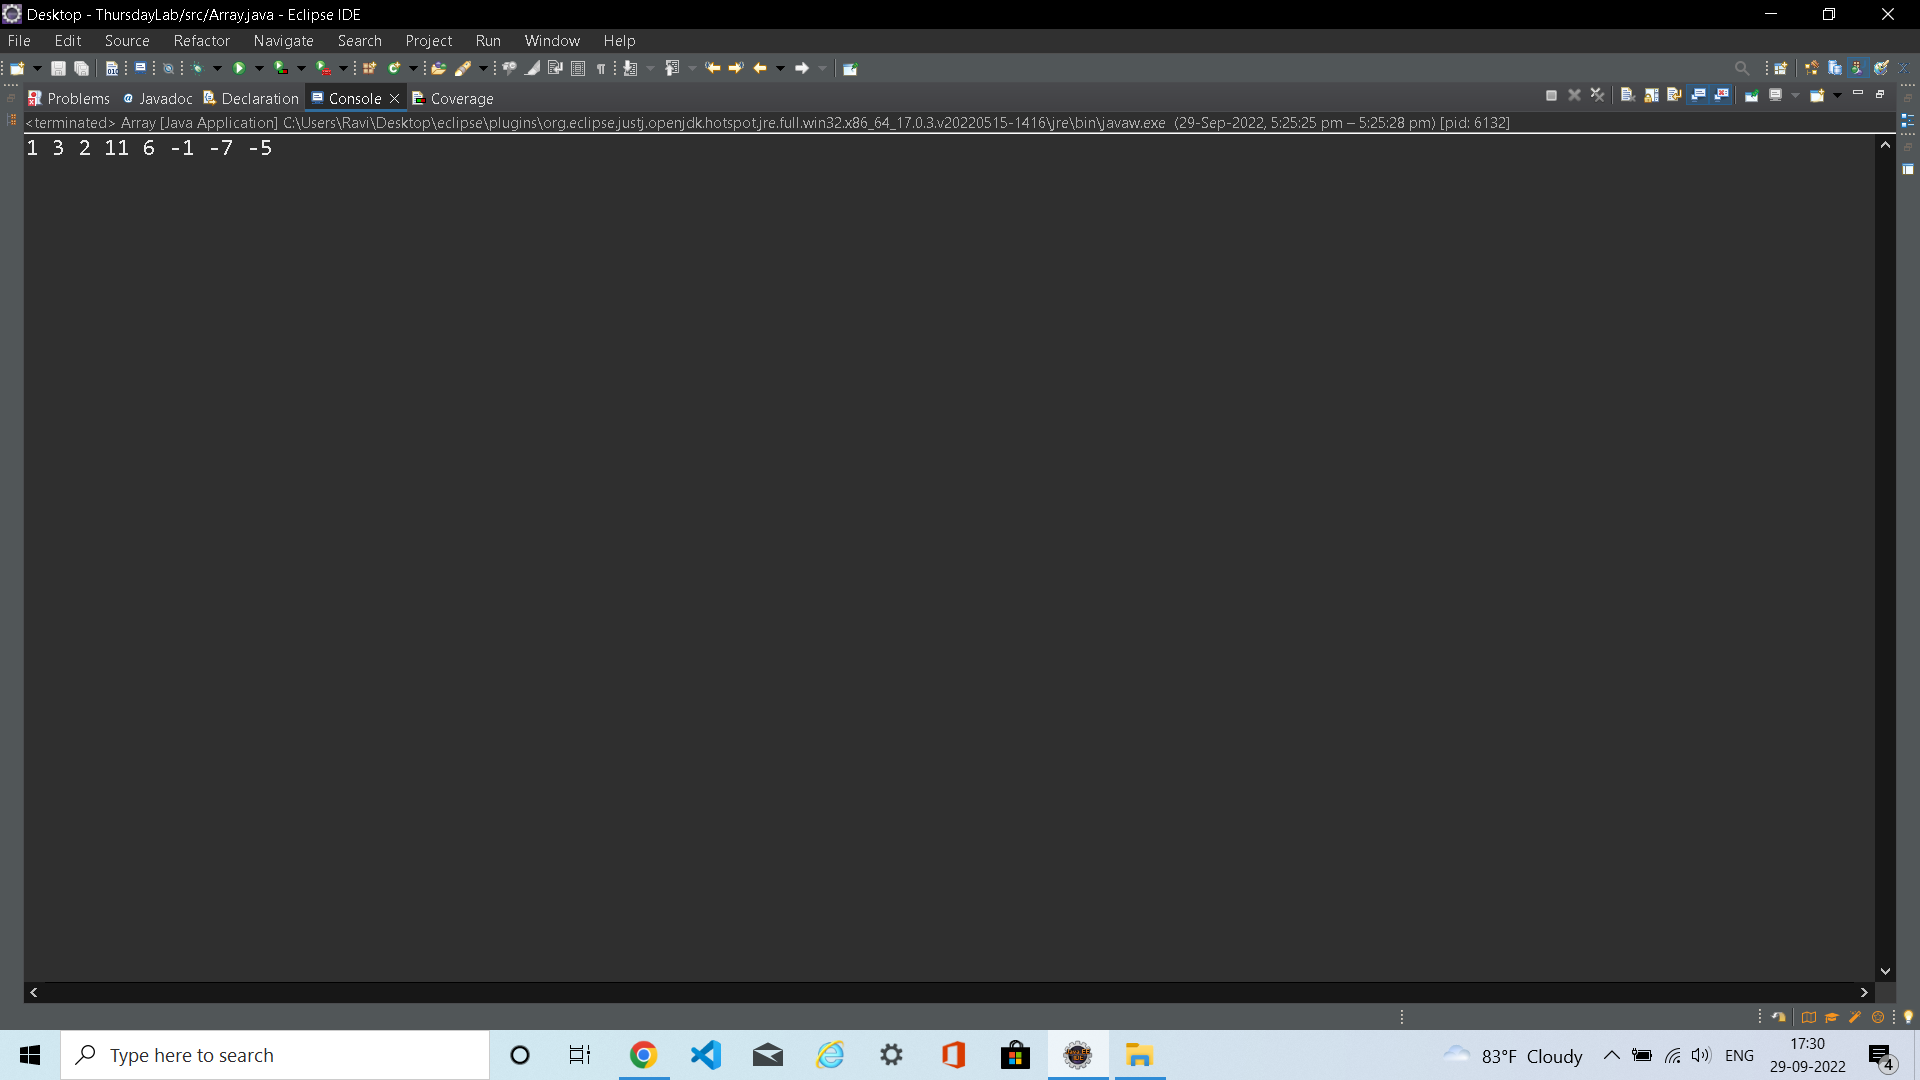 Desktop - ThursdayLab/src/Array.java - Eclipse IDE
File Edit Source Refactor Navigate Search Project Run Window Help
Problems Javadoc Declaration Console Coverage
<terminated> Array [Java Application] C:\Users\Ravi\Desktop\eclipse\plugins\org.eclipse.justj.openjdk.hotspot.jre.full.win32.x86_64_17.0.3.v20220515-1416\jre\bin\javaw.exe (29-Sep-2022, 5:25:25 pm – 5:25:28 pm) [pid: 6132]
1 3 2 11 6 -1 -7 -5
Type here to search
83°F Cloudy
ENG
17:30
29-09-2022
4